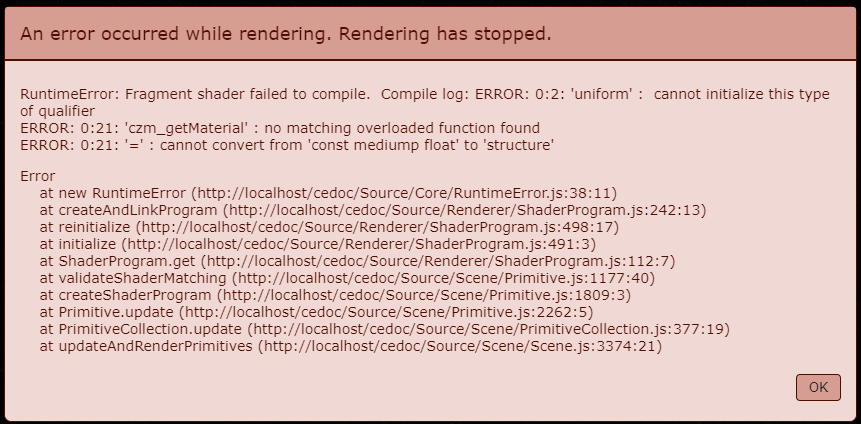 An error occurred while rendering. Rendering has stopped.
RuntimeError: Fragment shader failed to compile.  Compile log: ERROR: 0:2: 'uniform' :  cannot initialize this type
of qualifier
ERROR: 0:21: 'czm_getMaterial' : no matching overloaded function found
ERROR: 0:21: '=' : cannot convert from 'const mediump float' to 'structure'
Error
at new RuntimeError (http://localhost/cedoc/Source/Core/RuntimeError.js:38:11)
at createAndLinkProgram (http://localhost/cedoc/Source/Renderer/ShaderProgram.js:242:13)
at reinitialize (http://localhost/cedoc/Source/Renderer/ShaderProgram.js:498:17)
at initialize (http://localhost/cedoc/Source/Renderer/ShaderProgram.js:491:3)
at ShaderProgram.get (http://localhost/cedoc/Source/Renderer/ShaderProgram.js:112:7)
at validateShaderMatching (http://localhost/cedoc/Source/Scene/Primitive.js:1177:40)
at createShaderProgram (http://localhost/cedoc/Source/Scene/Primitive.js:1809:3)
at Primitive.update (http://localhost/cedoc/Source/Scene/Primitive.js:2262:5)
at PrimitiveCollection.update (http://localhost/cedoc/Source/Scene/PrimitiveCollection.js:377:19)
at updateAndRenderPrimitives (http://localhost/cedoc/Source/Scene/Scene.js:3374:21)
OK